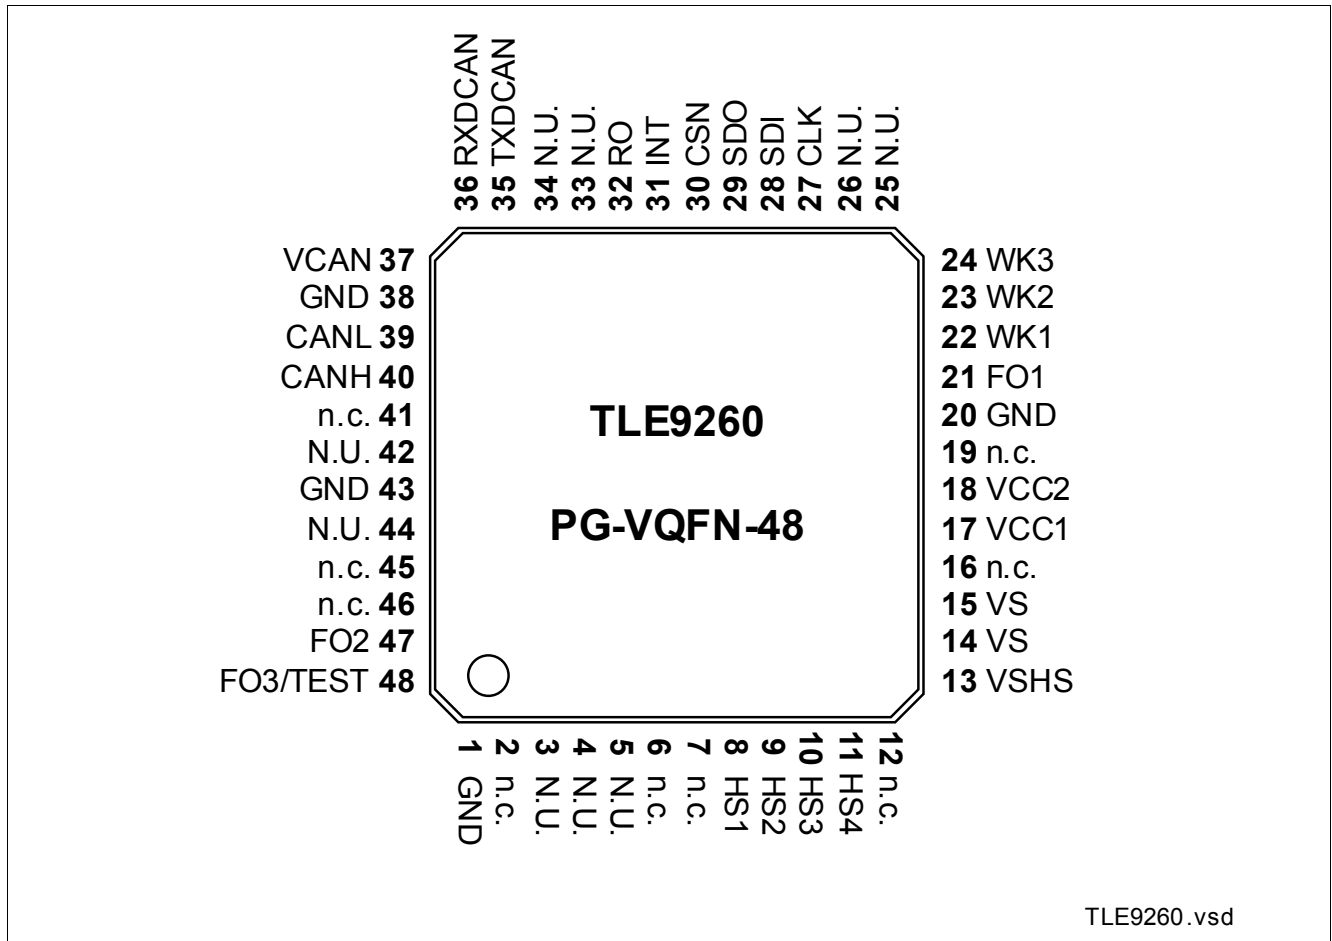 36 RXDCAN
35 TXDCAN
34 N.U.
33 N.U.
32 RO
31 INT
30 CSN
29 SDO
28 SDI
27 CLK
26 N.U.
25 N.U.
VCAN 37
GND 38
CANL 39
CANH 40
n.c. 41
N.U. 42
GND 43
N.U. 44
n.c. 45
n.c. 46
FO2 47
FO3/TEST 48
TLE9260
PG-VQFN-48
24 WK3
23 WK2
22 WK1
21 FO1
20 GND
19 n.c.
18 VCC2
17 VCC1
16 n.c.
15 VS
14 VS
13 VSHS
1 GND
2 n.c.
3 N.U.
4 N.U.
5 N.U.
6 n.c.
7 n.c.
8 HS1
9 HS2
10 HS3
11 HS4
12 n.c.
TLE9260.vsd